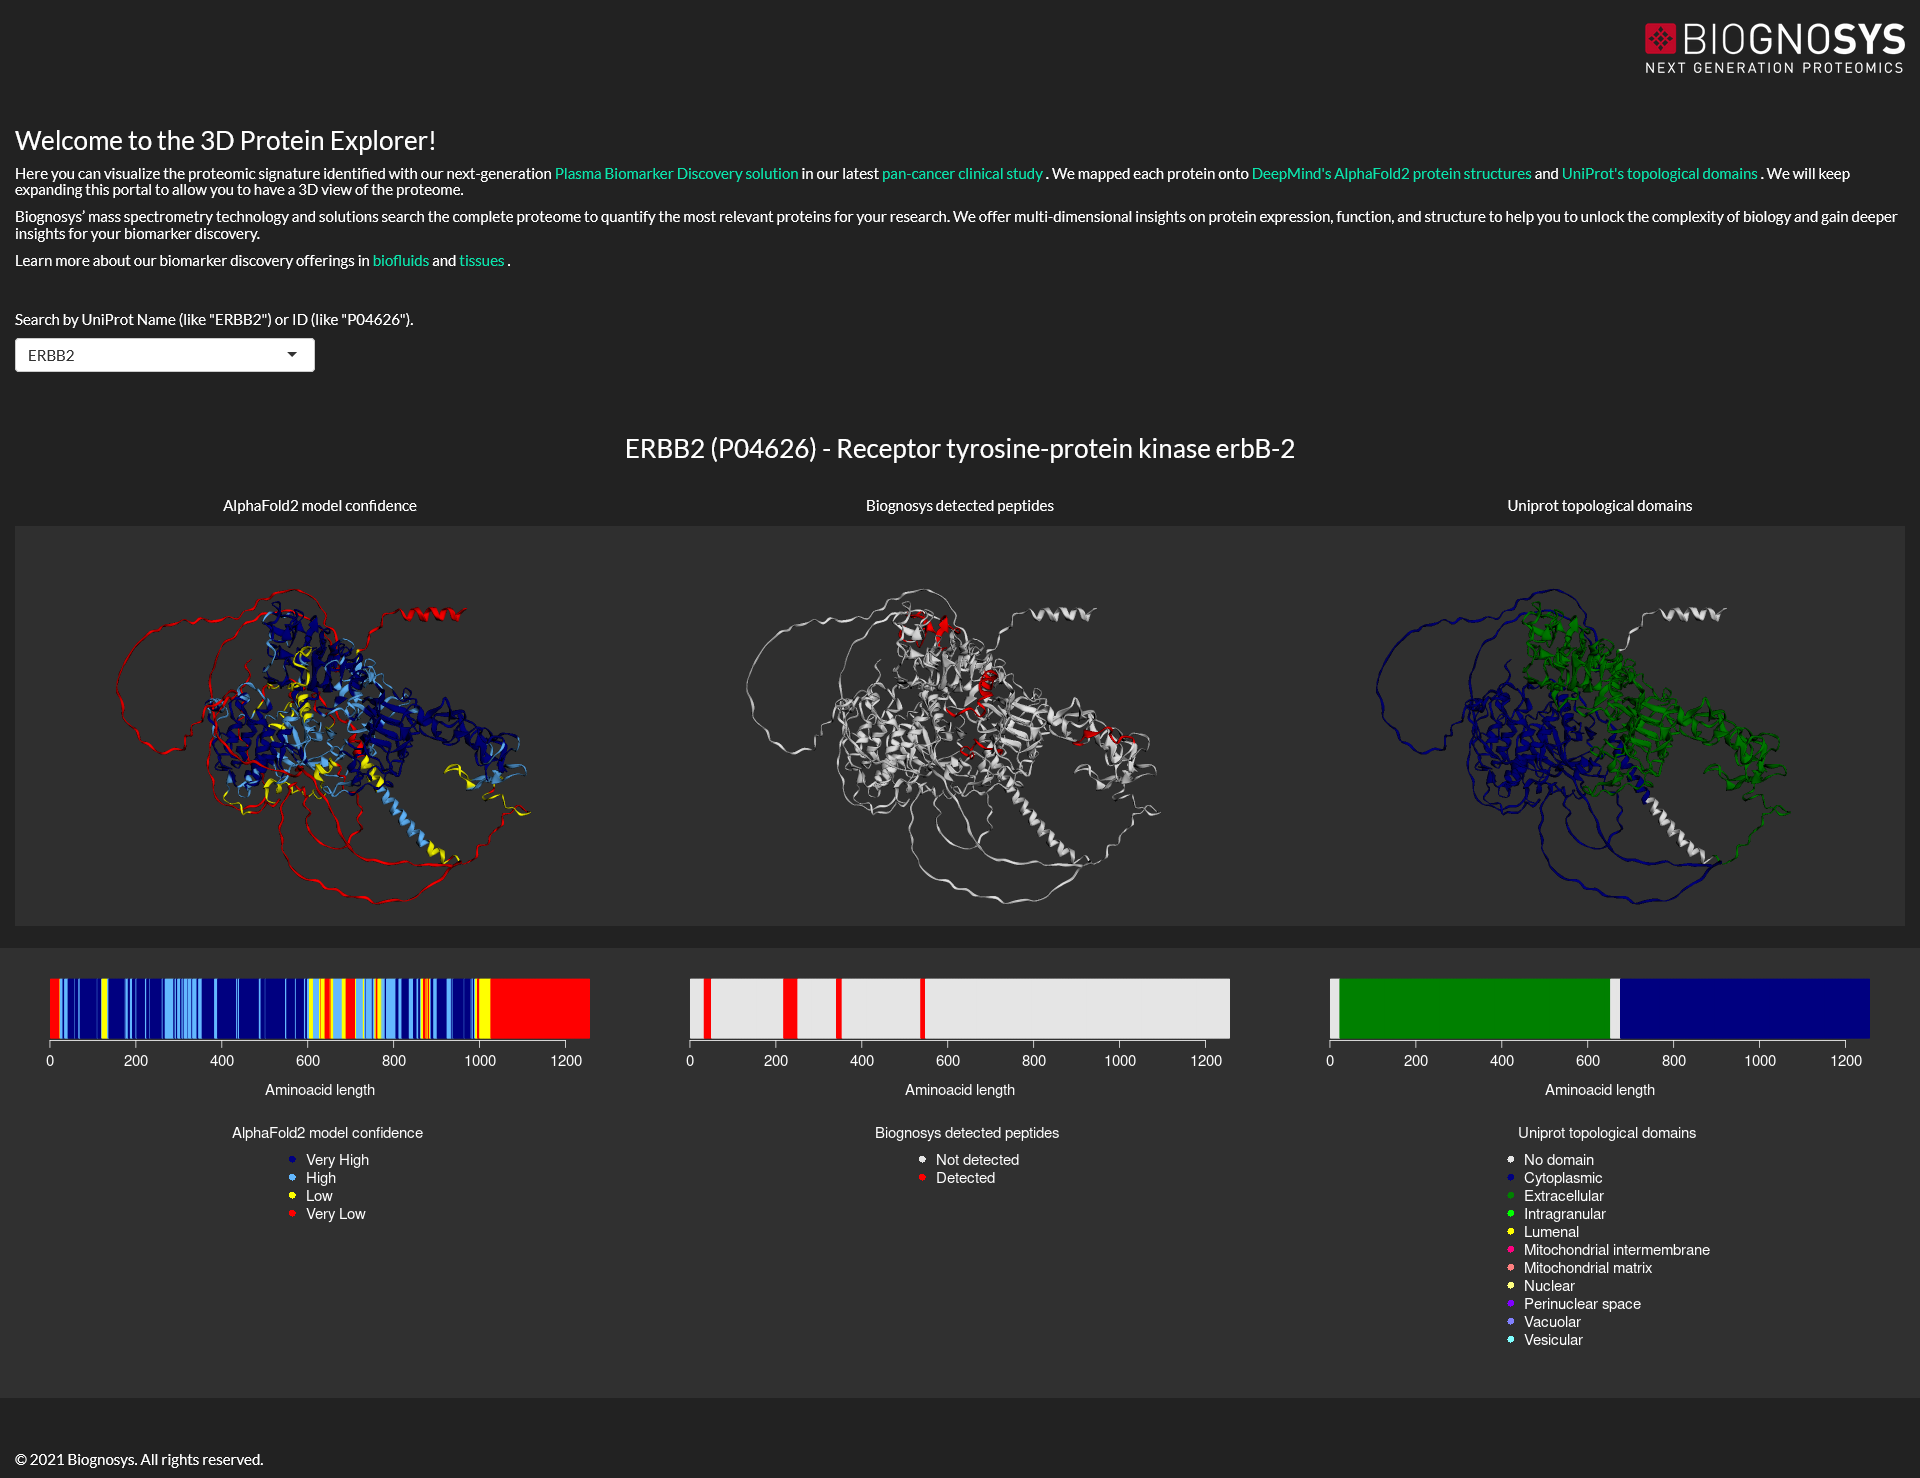 BIOGNOSYS
NEXT GENERATION PROTEOMICS
Welcome to the 3D Protein Explorer!
Here you can visualize the proteomic signature identified with our next-generation Plasma Biomarker Discovery solution in our latest pan-cancer clinical study . We mapped each protein onto DeepMind's AlphaFold2 protein structures and UniProt's topological domains . We will keep
expanding this portal to allow you to have a 3D view of the proteome.
Biognosys’ mass spectrometry technology and solutions search the complete proteome to quantify the most relevant proteins for your research. We offer multi-dimensional insights on protein expression, function, and structure to help you to unlock the complexity of biology and gain deeper
insights for your biomarker discovery.
Learn more about our biomarker discovery offerings in biofluids and tissues .
Search by UniProt Name (like "ERBB2") or ID (like "P04626").
ERBB2
ERBB2 (P04626) - Receptor tyrosine-protein kinase erbB-2
AlphaFold2 model confidence
Biognosys detected peptides
Uniprot topological domains
0 200 400 600 800 1000 1200
Aminoacid length
AlphaFold2 model confidence
Very High
High
Low
Very Low
0 200 400 600 800 1000 1200
Aminoacid length
Biognosys detected peptides
Not detected
Detected
0 200 400 600 800 1000 1200
Aminoacid length
Uniprot topological domains
No domain
Cytoplasmic
Extracellular
Intragranular
Lumenal
Mitochondrial intermembrane
Mitochondrial matrix
Nuclear
Perinuclear space
Vacuolar
Vesicular
© 2021 Biognosys. All rights reserved.